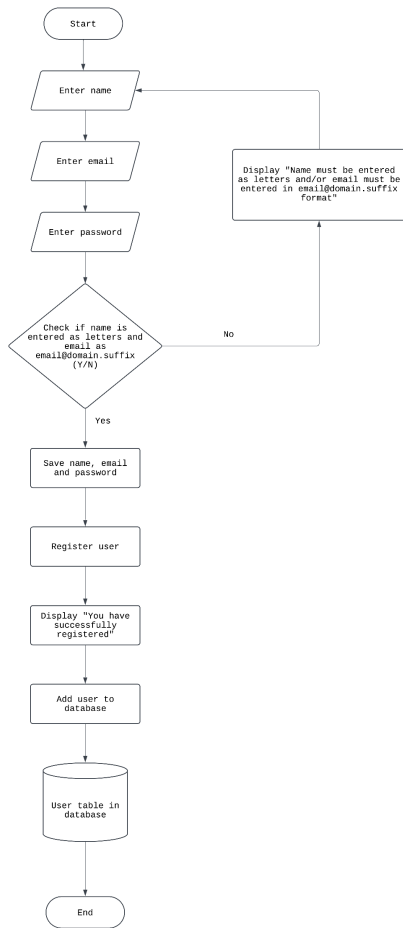 Start
Enter name
Enter email
Enter password
Display "Name must be entered
as letters and/or email must be
entered in email@domain.suffix
format"
Check if name is
entered as letters and
email as
email@domain.suffix
(Y/N)
No
Yes
Save name, email
and password
Register user
Display "You have
successfully
registered"
Add user to
database
User table in
database
End